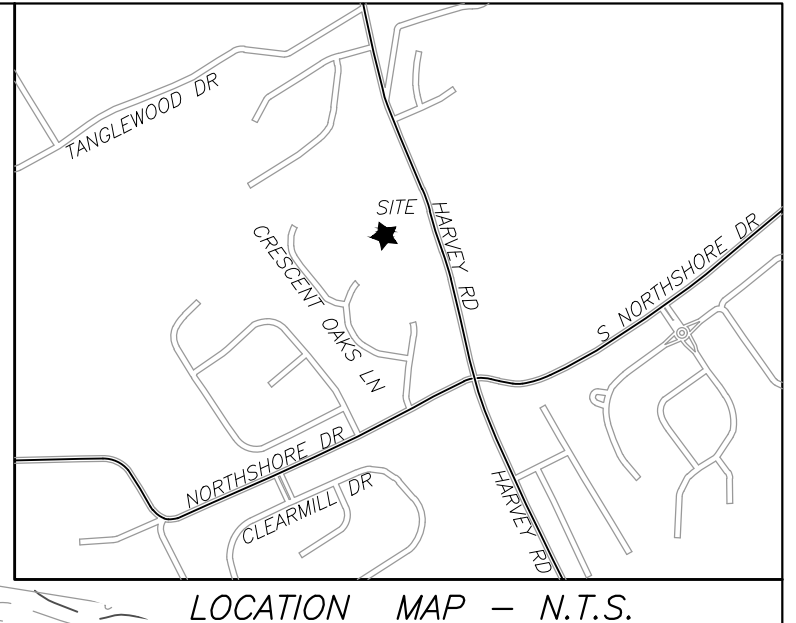 TANGLEWOOD DR
SITE
HARVEY RD
CRESCENT OAKS LN
S NORTHSHORE DR
NORTHSHORE DR
CLEARMILL DR
HARVEY RD
LOCATION MAP – N.T.S.